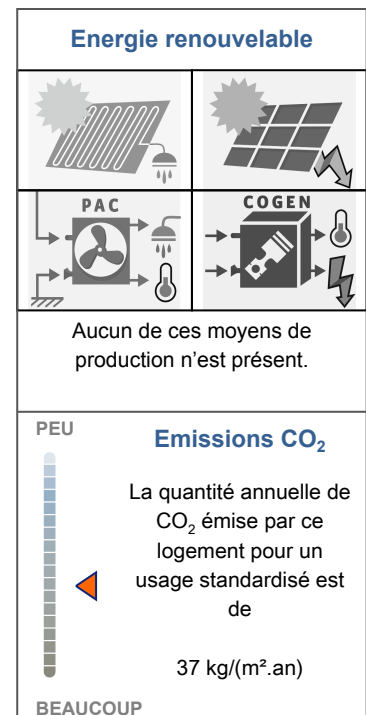 Energie renouvelable
PAC
COGEN
Aucun de ces moyens de
production n'est présent.
PEU
Emissions CO₂
La quantité annuelle de
CO₂ émise par ce
logement pour un
usage standardisé est
de
37 kg/(m².an)
BEAUCOUP